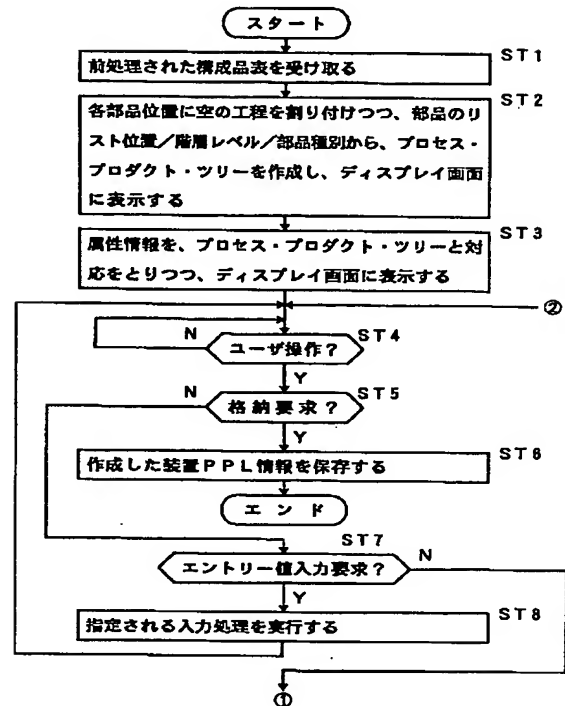 スタート
ST1
前処理された構成品表を受け取る
ST2
各部品位置に空の工程を割り付けつつ、部品のリ
スト位置/階層レベル/部品種別から、プロセス・
プロダクト・ツリーを作成し、ディスプレイ画面
に表示する
ST3
属性情報を、プロセス・プロダクト・ツリーと対
応をとりつつ、ディスプレイ画面に表示する
②
N
ST4
ユーザ操作?
Y
N
ST5
格納要求?
Y
ST6
作成した装置PPL情報を保存する
エンド
ST7
エントリー値入力要求?
N
Y
ST8
指定される入力処理を実行する
①